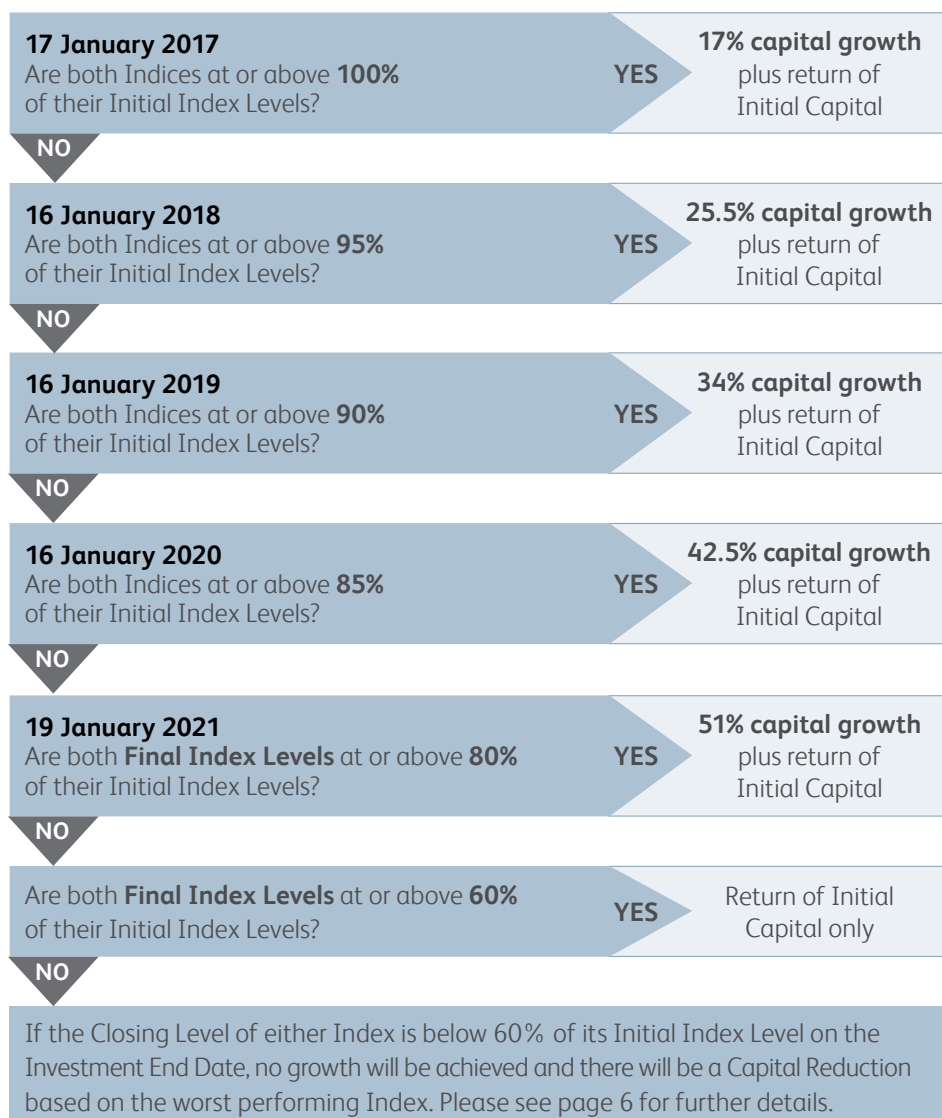 17 January 2017
Are both Indices at or above 100%
of their Initial Index Levels?
YES
17% capital growth
plus return of
Initial Capital
NO
16 January 2018
Are both Indices at or above 95%
of their Initial Index Levels?
YES
25.5% capital growth
plus return of
Initial Capital
NO
16 January 2019
Are both Indices at or above 90%
of their Initial Index Levels?
YES
34% capital growth
plus return of
Initial Capital
NO
16 January 2020
Are both Indices at or above 85%
of their Initial Index Levels?
YES
42.5% capital growth
plus return of
Initial Capital
NO
19 January 2021
Are both Final Index Levels at or above 80%
of their Initial Index Levels?
YES
51% capital growth
plus return of
Initial Capital
NO
Are both Final Index Levels at or above 60%
of their Initial Index Levels?
YES
Return of Initial
Capital only
NO
If the Closing Level of either Index is below 60% of its Initial Index Level on the
Investment End Date, no growth will be achieved and there will be a Capital Reduction
based on the worst performing Index. Please see page 6 for further details.